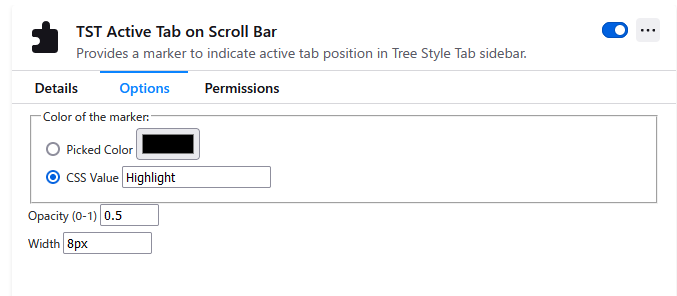 TST Active Tab on Scroll Bar
Provides a marker to indicate active tab position in Tree Style Tab sidebar.
Details Options Permissions
Color of the marker:
Picked Color
CSS Value Highlight
Opacity (0-1) 0.5
Width 8px